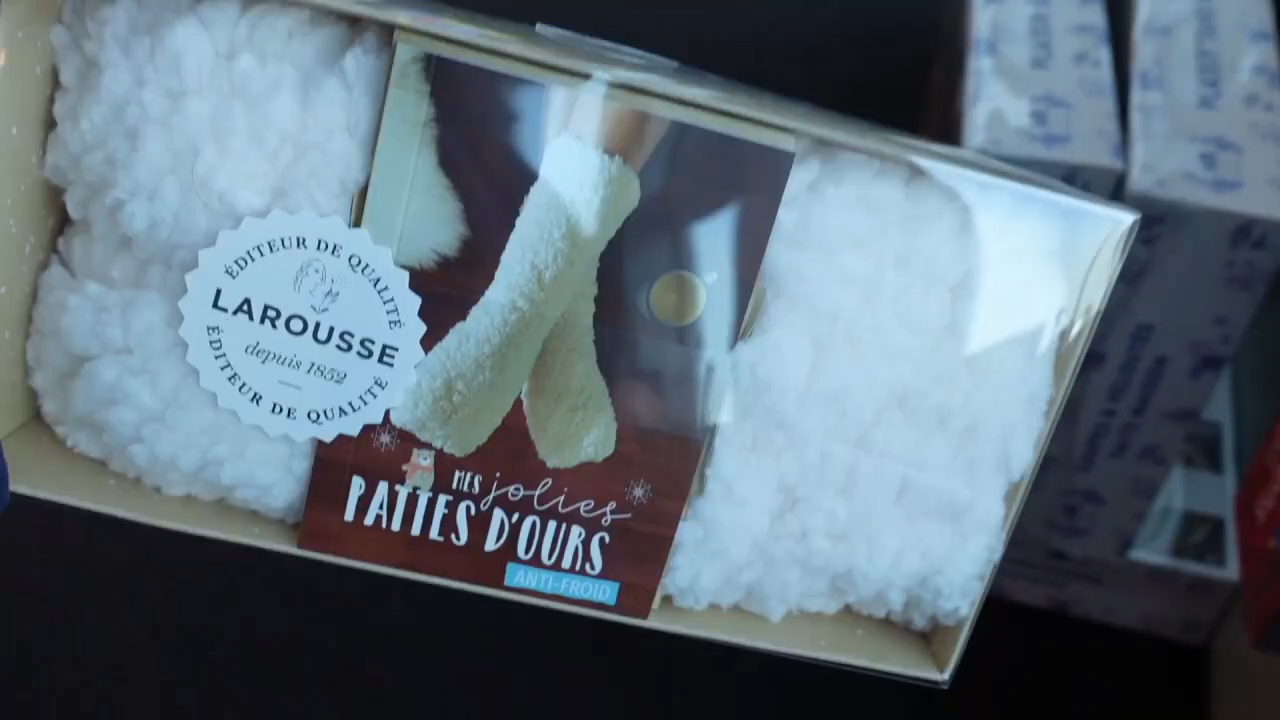 ÉDITEUR DE QUALITÉ
LAROUSSE
depuis 1852
ÉDITEUR DE QUALITÉ
MES jolies
PATTES D'OURS
ANTI-FROID